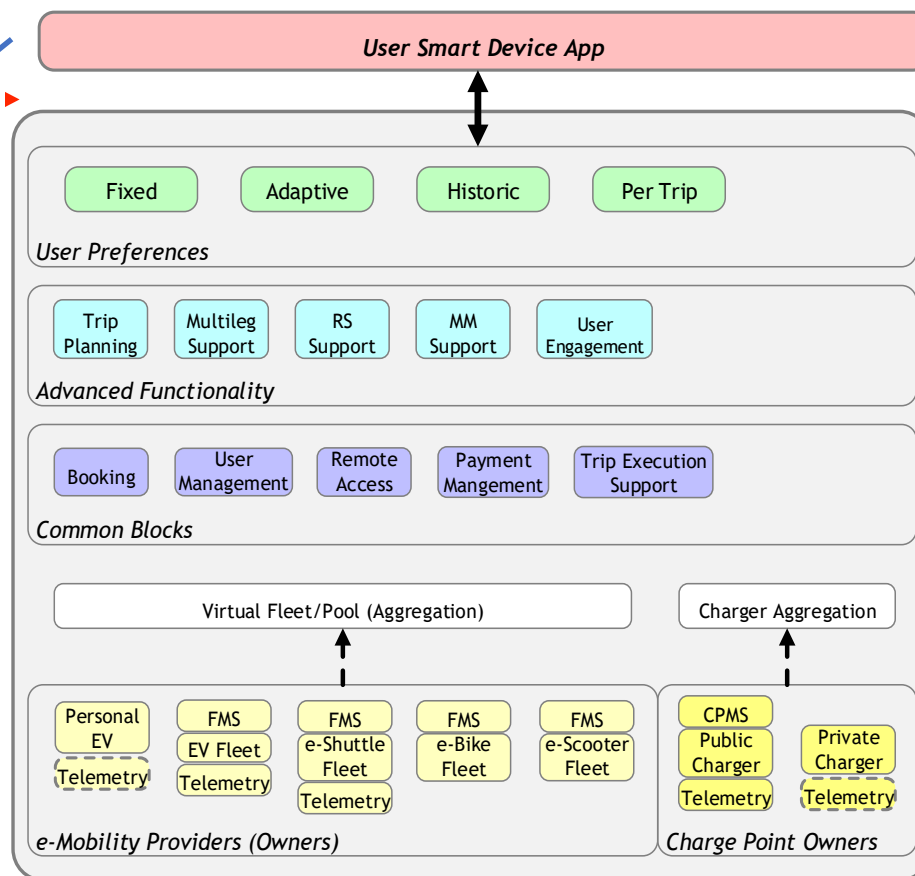 User Smart Device App
Fixed
Adaptive
Historic
Per Trip
User Preferences
Trip
Planning
Multileg
Support
RS
Support
MM
Support
User
Engagement
Advanced Functionality
Booking
User
Management
Remote
Access
Payment
Mangement
Trip Execution
Support
Common Blocks
Virtual Fleet/Pool (Aggregation)
Charger Aggregation
Personal
EV
Telemetry
FMS
EV Fleet
Telemetry
FMS
e-Shuttle
Fleet
Telemetry
FMS
e-Bike
Fleet
FMS
e-Scooter
Fleet
e-Mobility Providers (Owners)
CPMS
Public
Charger
Telemetry
Private
Charger
Telemetry
Charge Point Owners